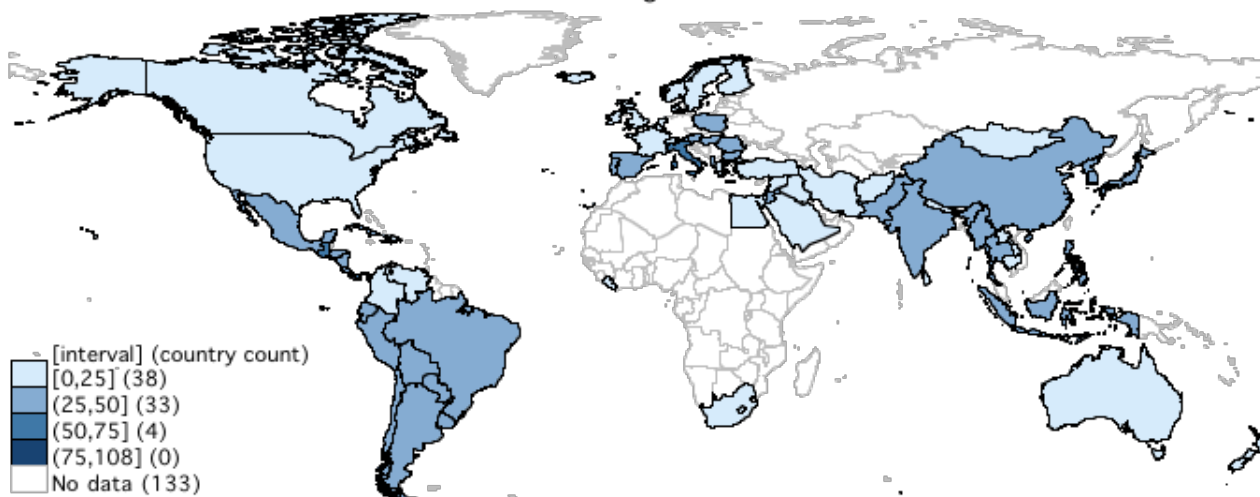 [interval] (country count)
[0,25] (38)
(25,50] (33)
(50,75] (4)
(75,108] (0)
No data (133)